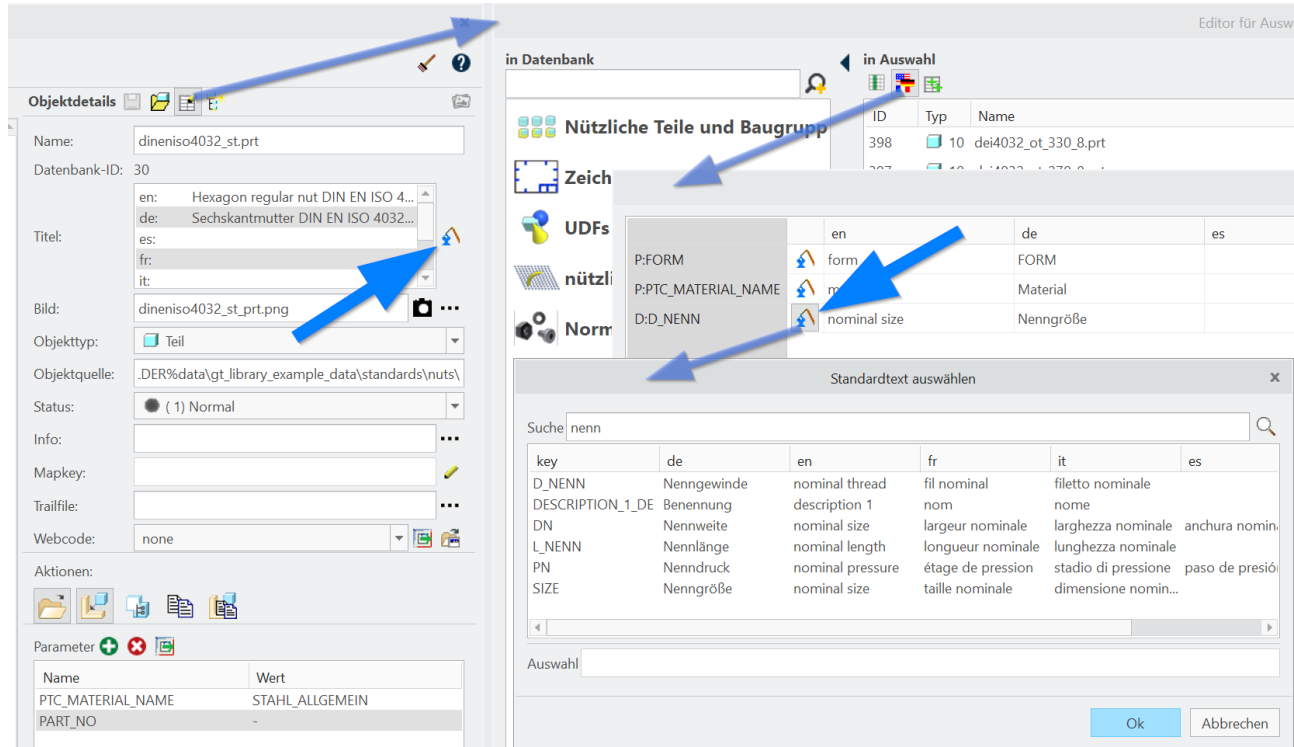 Editor für Ausw
Objektdetails
Name: dineniso4032_st.prt
Datenbank-ID: 30
Titel:
en: Hexagon regular nut DIN EN ISO 4...
de: Sechskantmutter DIN EN ISO 4032...
es:
fr:
it:
Bild: dineniso4032_st_prt.png
Objekttyp: Teil
Objektquelle: .DER%data\gt_library_example_data\standards\nuts\
Status: ( 1) Normal
Info:
Mapkey:
Trailfile:
Webcode: none
Aktionen:
Parameter
Name Wert
PTC_MATERIAL_NAME STAHL_ALLGEMEIN
PART_NO -
in Datenbank
Nützliche Teile und Baugrupp
Zeich
UDFs
nützli
Norm
in Auswahl
ID Typ Name
398 10 dei4032_ot_330_8.prt
en de es
P:FORM form FORM
P:PTC_MATERIAL_NAME Material
D:D_NENN nominal size Nenngröße
Standardtext auswählen
Suche nenn
key de en fr it es
D_NENN Nenngewinde nominal thread fil nominal filetto nominale
DESCRIPTION_1_DE Benennung description 1 nom nome
DN Nennweite nominal size largeur nominale larghezza nominale anchura nomin
L_NENN Nennlänge nominal length longueur nominale lunghezza nominale
PN Nenndruck nominal pressure étage de pression stadio di pressione paso de presió
SIZE Nenngröße nominal size taille nominale dimensione nomin...
Auswahl
Ok Abbrechen